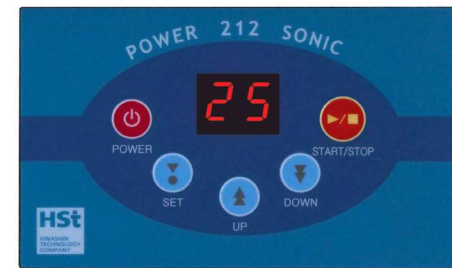 POWER 212 SONIC
25
POWER
START/STOP
SET
DOWN
UP
HSt
HWASHIN
TECHNOLOGY
COMPANY